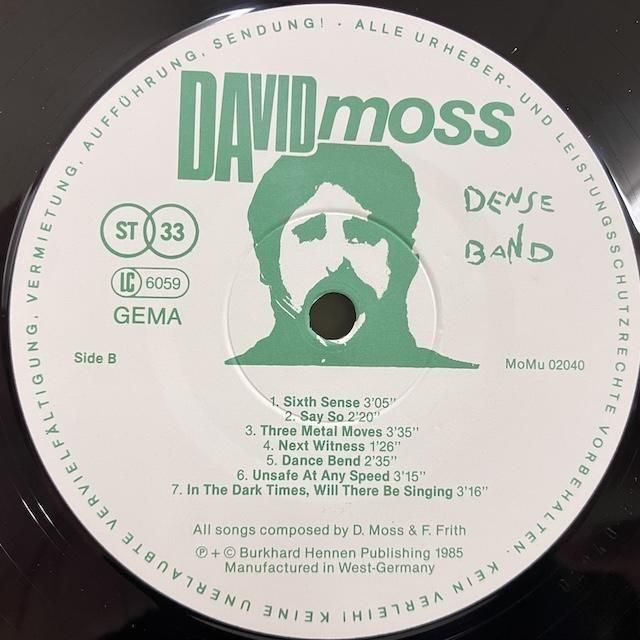 ALLE URHEBER- UND LEISTUNGSSCHUTZRECHTE VORBEHALTEN. KEIN VERLEIH! KEINE UNERLAUBTE VERVIELFÄLTIGUNG, VERMIETUNG, AUFFÜHRUNG, SENDUNG! ·
DAVID moss
DENSE
BAND
ST 33
LC 6059
GEMA
Side B
MoMu 02040
1. Sixth Sense 3'05"
2. Say So 2'20"
3. Three Metal Moves 3'35"
4. Next Witness 1'26"
5. Dance Bend 2'35"
6. Unsafe At Any Speed 3'15"
7. In The Dark Times, Will There Be Singing 3'16"
All songs composed by D. Moss & F. Frith
℗ + © Burkhard Hennen Publishing 1985
Manufactured in West-Germany